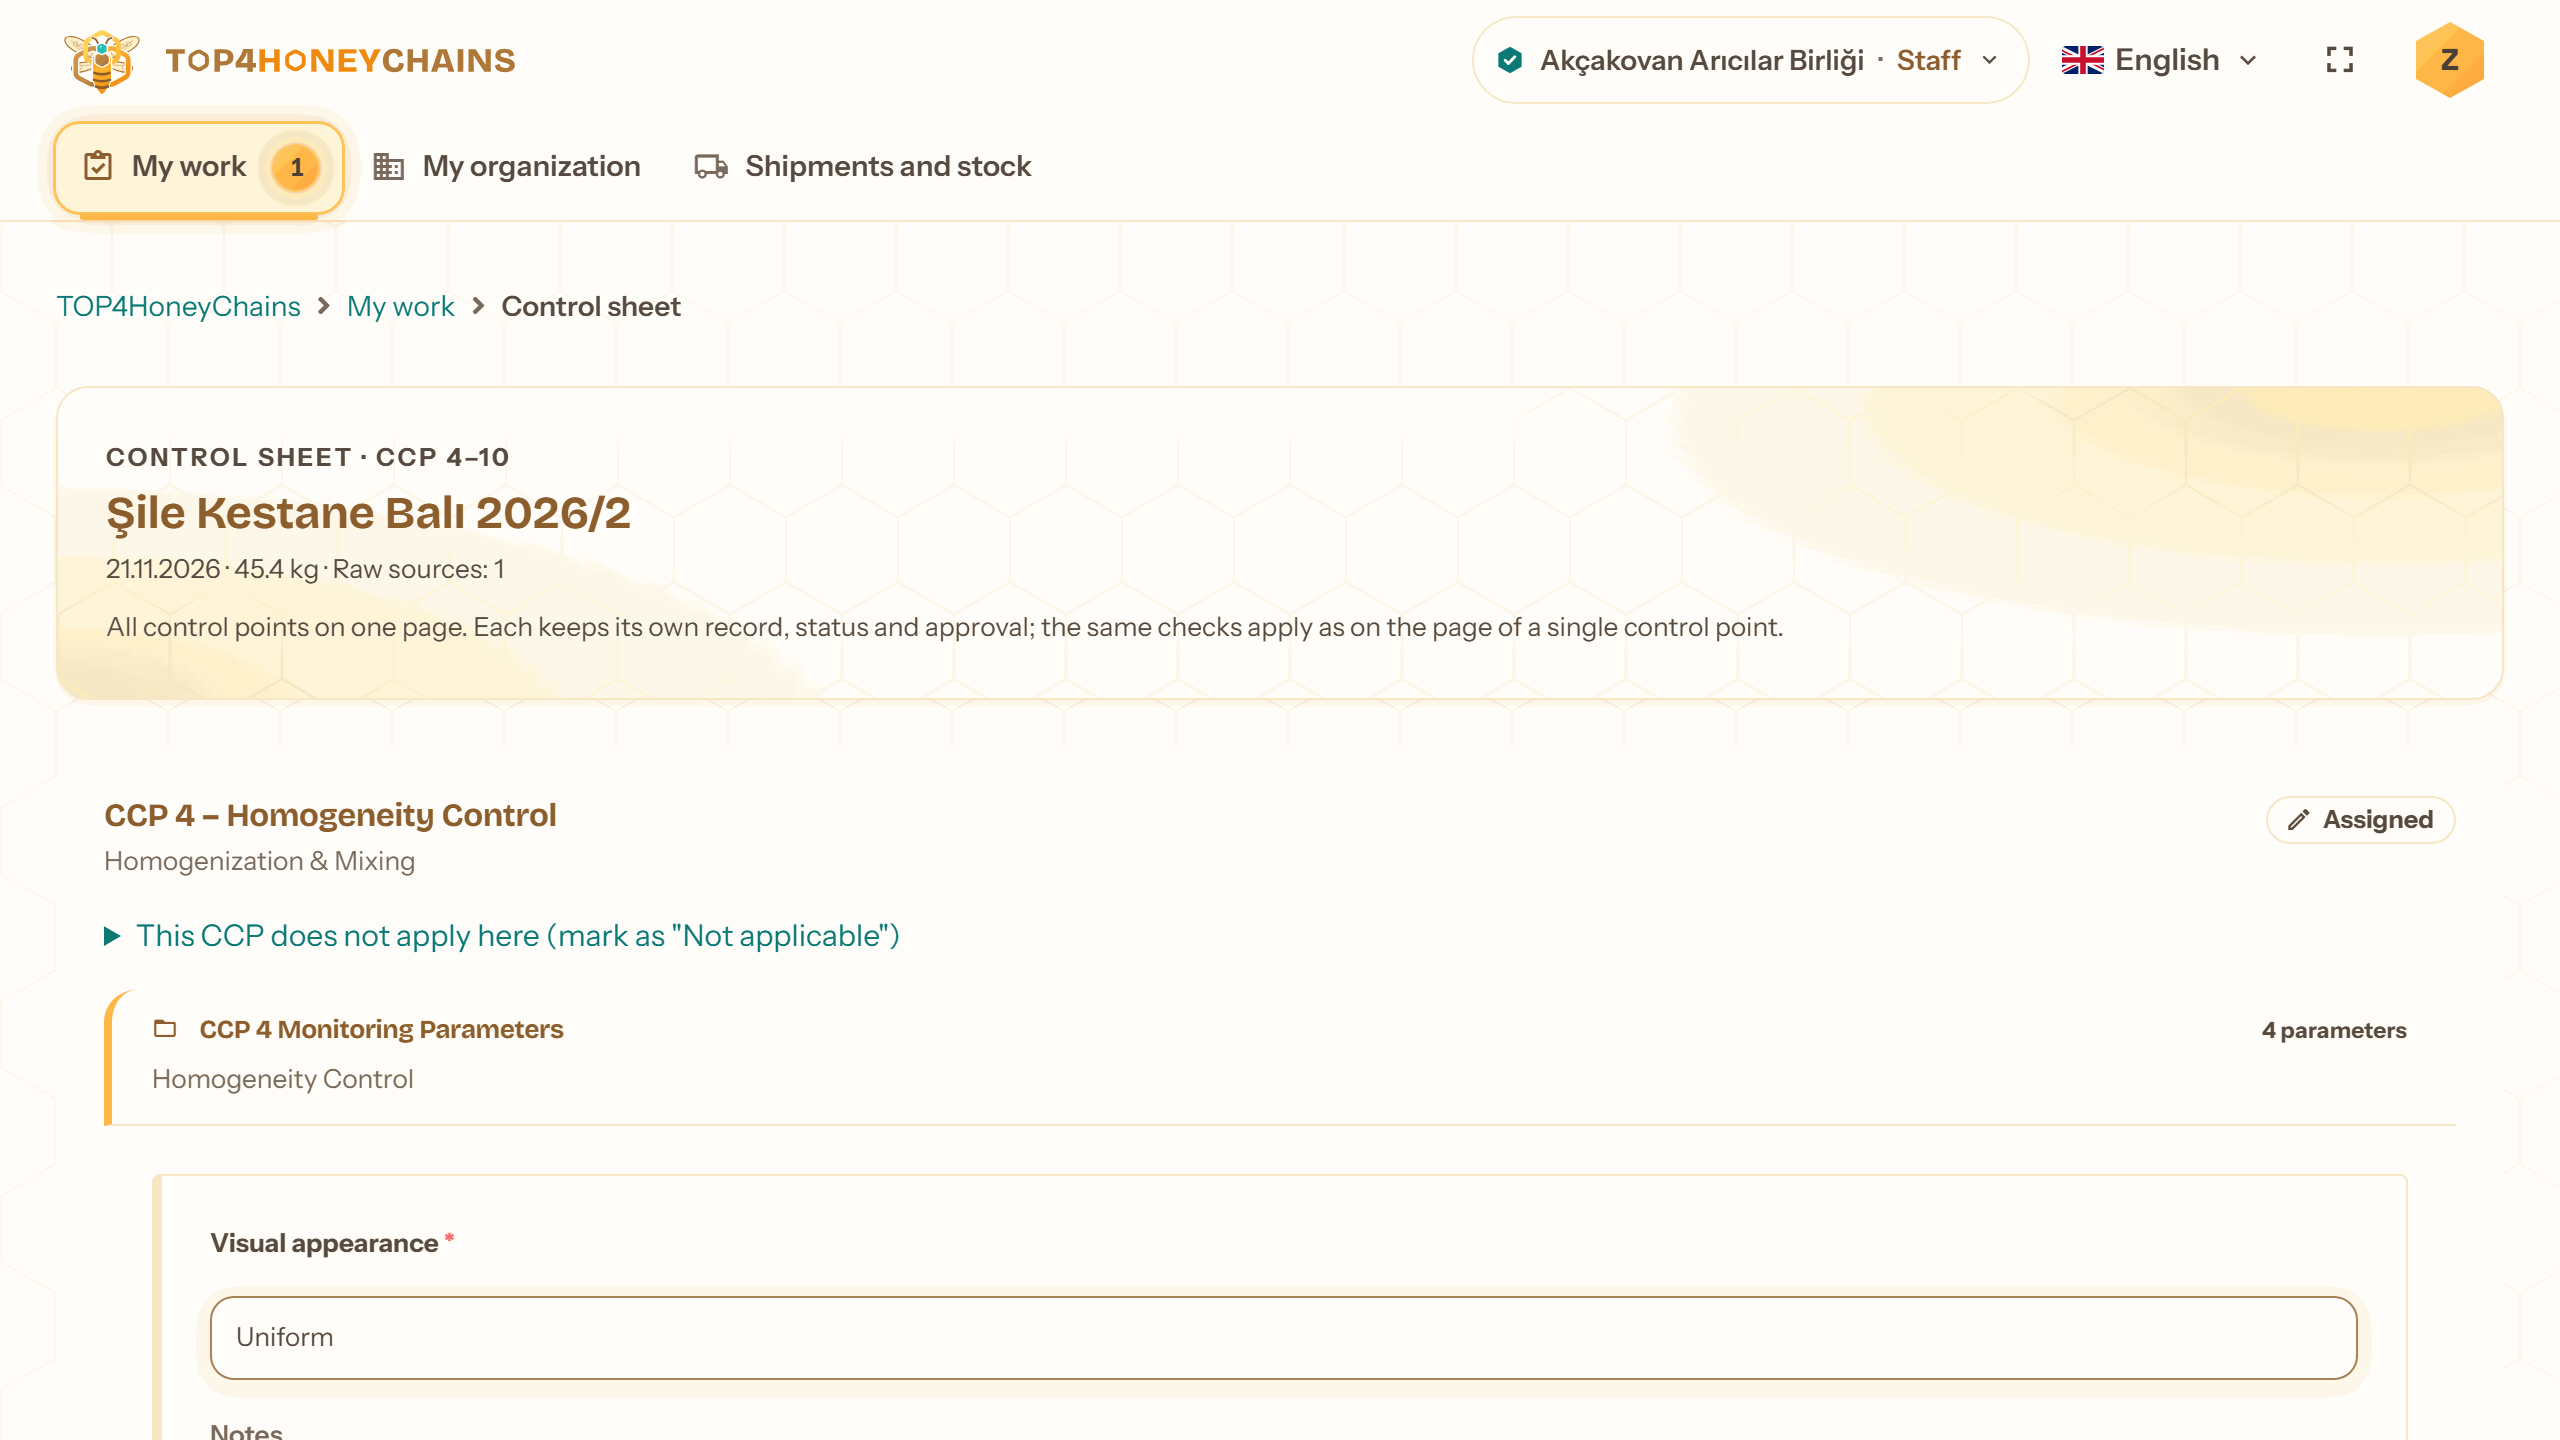 TOP4HONEYCHAINS
Akçakovan Arıcılar Birliği · Staff
English
Z
My work 1
My organization
Shipments and stock
TOP4HoneyChains > My work > Control sheet
CONTROL SHEET · CCP 4–10
Şile Kestane Balı 2026/2
21.11.2026 · 45.4 kg · Raw sources: 1
All control points on one page. Each keeps its own record, status and approval; the same checks apply as on the page of a single control point.
CCP 4 – Homogeneity Control
Assigned
Homogenization & Mixing
This CCP does not apply here (mark as "Not applicable")
CCP 4 Monitoring Parameters
4 parameters
Homogeneity Control
Visual appearance *
Uniform
Notes